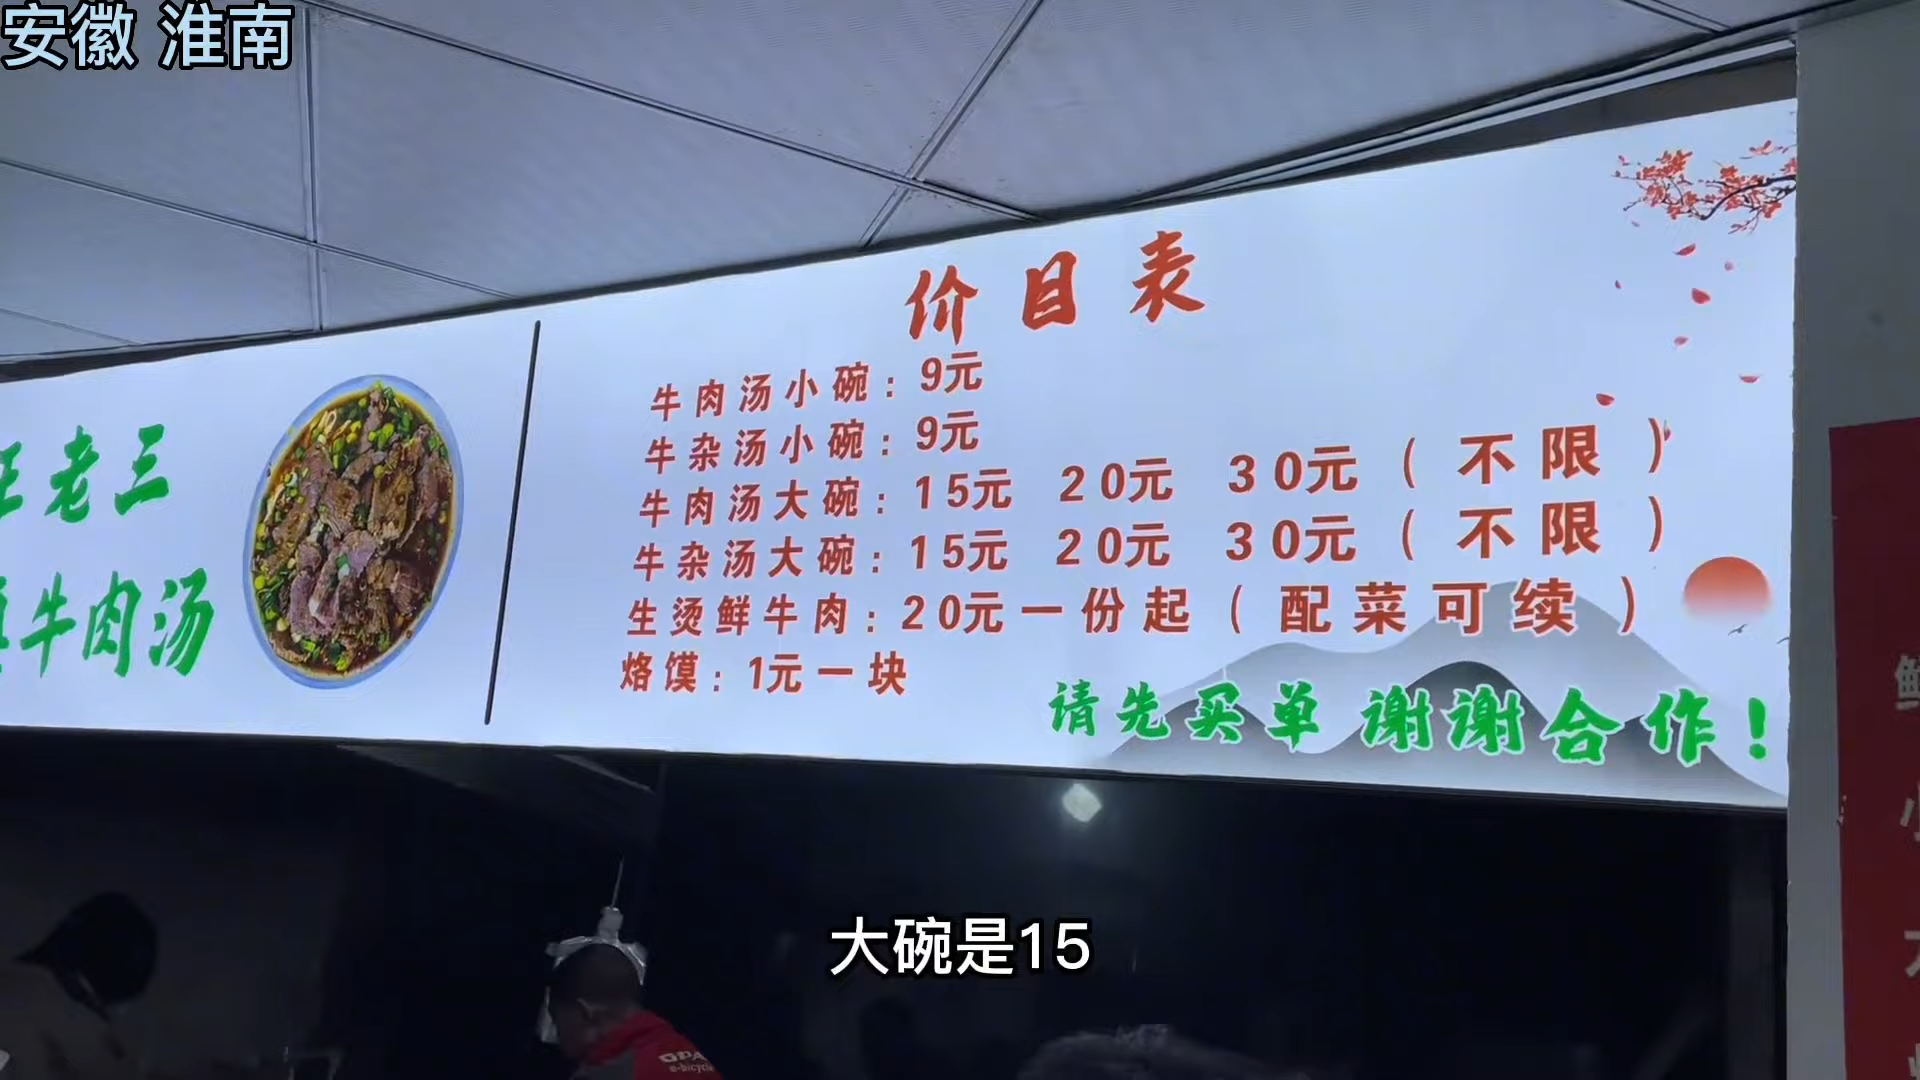 安徽 淮南
价目表
牛肉汤小碗：9元
牛杂汤小碗：9元
牛肉汤大碗：15元 20元 30元（不限）
牛杂汤大碗：15元 20元 30元（不限）
生烫鲜牛肉：20元一份起（配菜可续）
烙馍：1元一块
请先买单 谢谢合作！
老三
牛肉汤
大碗是15
e-bicycle